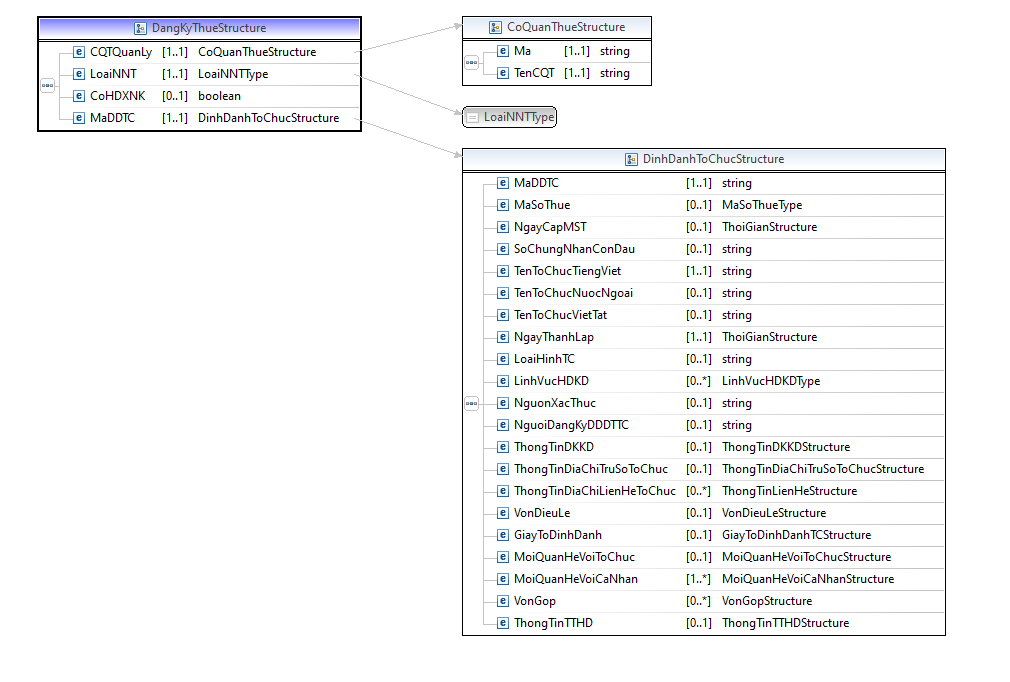 DangKyThueStructure
CQTQuanLy [1..1] CoQuanThueStructure
LoaiNNT [1..1] LoaiNNTType
CoHDXNK [0..1] boolean
MaDDTC [1..1] DinhDanhToChucStructure
CoQuanThueStructure
Ma [1..1] string
TenCQT [1..1] string
LoaiNNTType
DinhDanhToChucStructure
MaDDTC [1..1] string
MaSoThue [0..1] MaSoThueType
NgayCapMST [0..1] ThoiGianStructure
SoChungNhanConDau [0..1] string
TenToChucTiengViet [1..1] string
TenToChucNuocNgoai [0..1] string
TenToChucVietTat [0..1] string
NgayThanhLap [1..1] ThoiGianStructure
LoaiHinhTC [0..1] string
LinhVucHDKD [0..*] LinhVucHDKDType
NguonXacThuc [0..1] string
NguoiDangKyDDDTTC [0..1] string
ThongTinDKKD [0..1] ThongTinDKKDStructure
ThongTinDiaChiTruSoToChuc [0..1] ThongTinDiaChiTruSoToChucStructure
ThongTinDiaChiLienHeToChuc [0..*] ThongTinLienHeStructure
VonDieuLe [0..1] VonDieuLeStructure
GiayToDinhDanh [0..1] GiayToDinhDanhTCStructure
MoiQuanHeVoiToChuc [0..1] MoiQuanHeVoiToChucStructure
MoiQuanHeVoiCaNhan [1..*] MoiQuanHeVoiCaNhanStructure
VonGop [0..*] VonGopStructure
ThongTinTTHD [0..1] ThongTinTTHDStructure